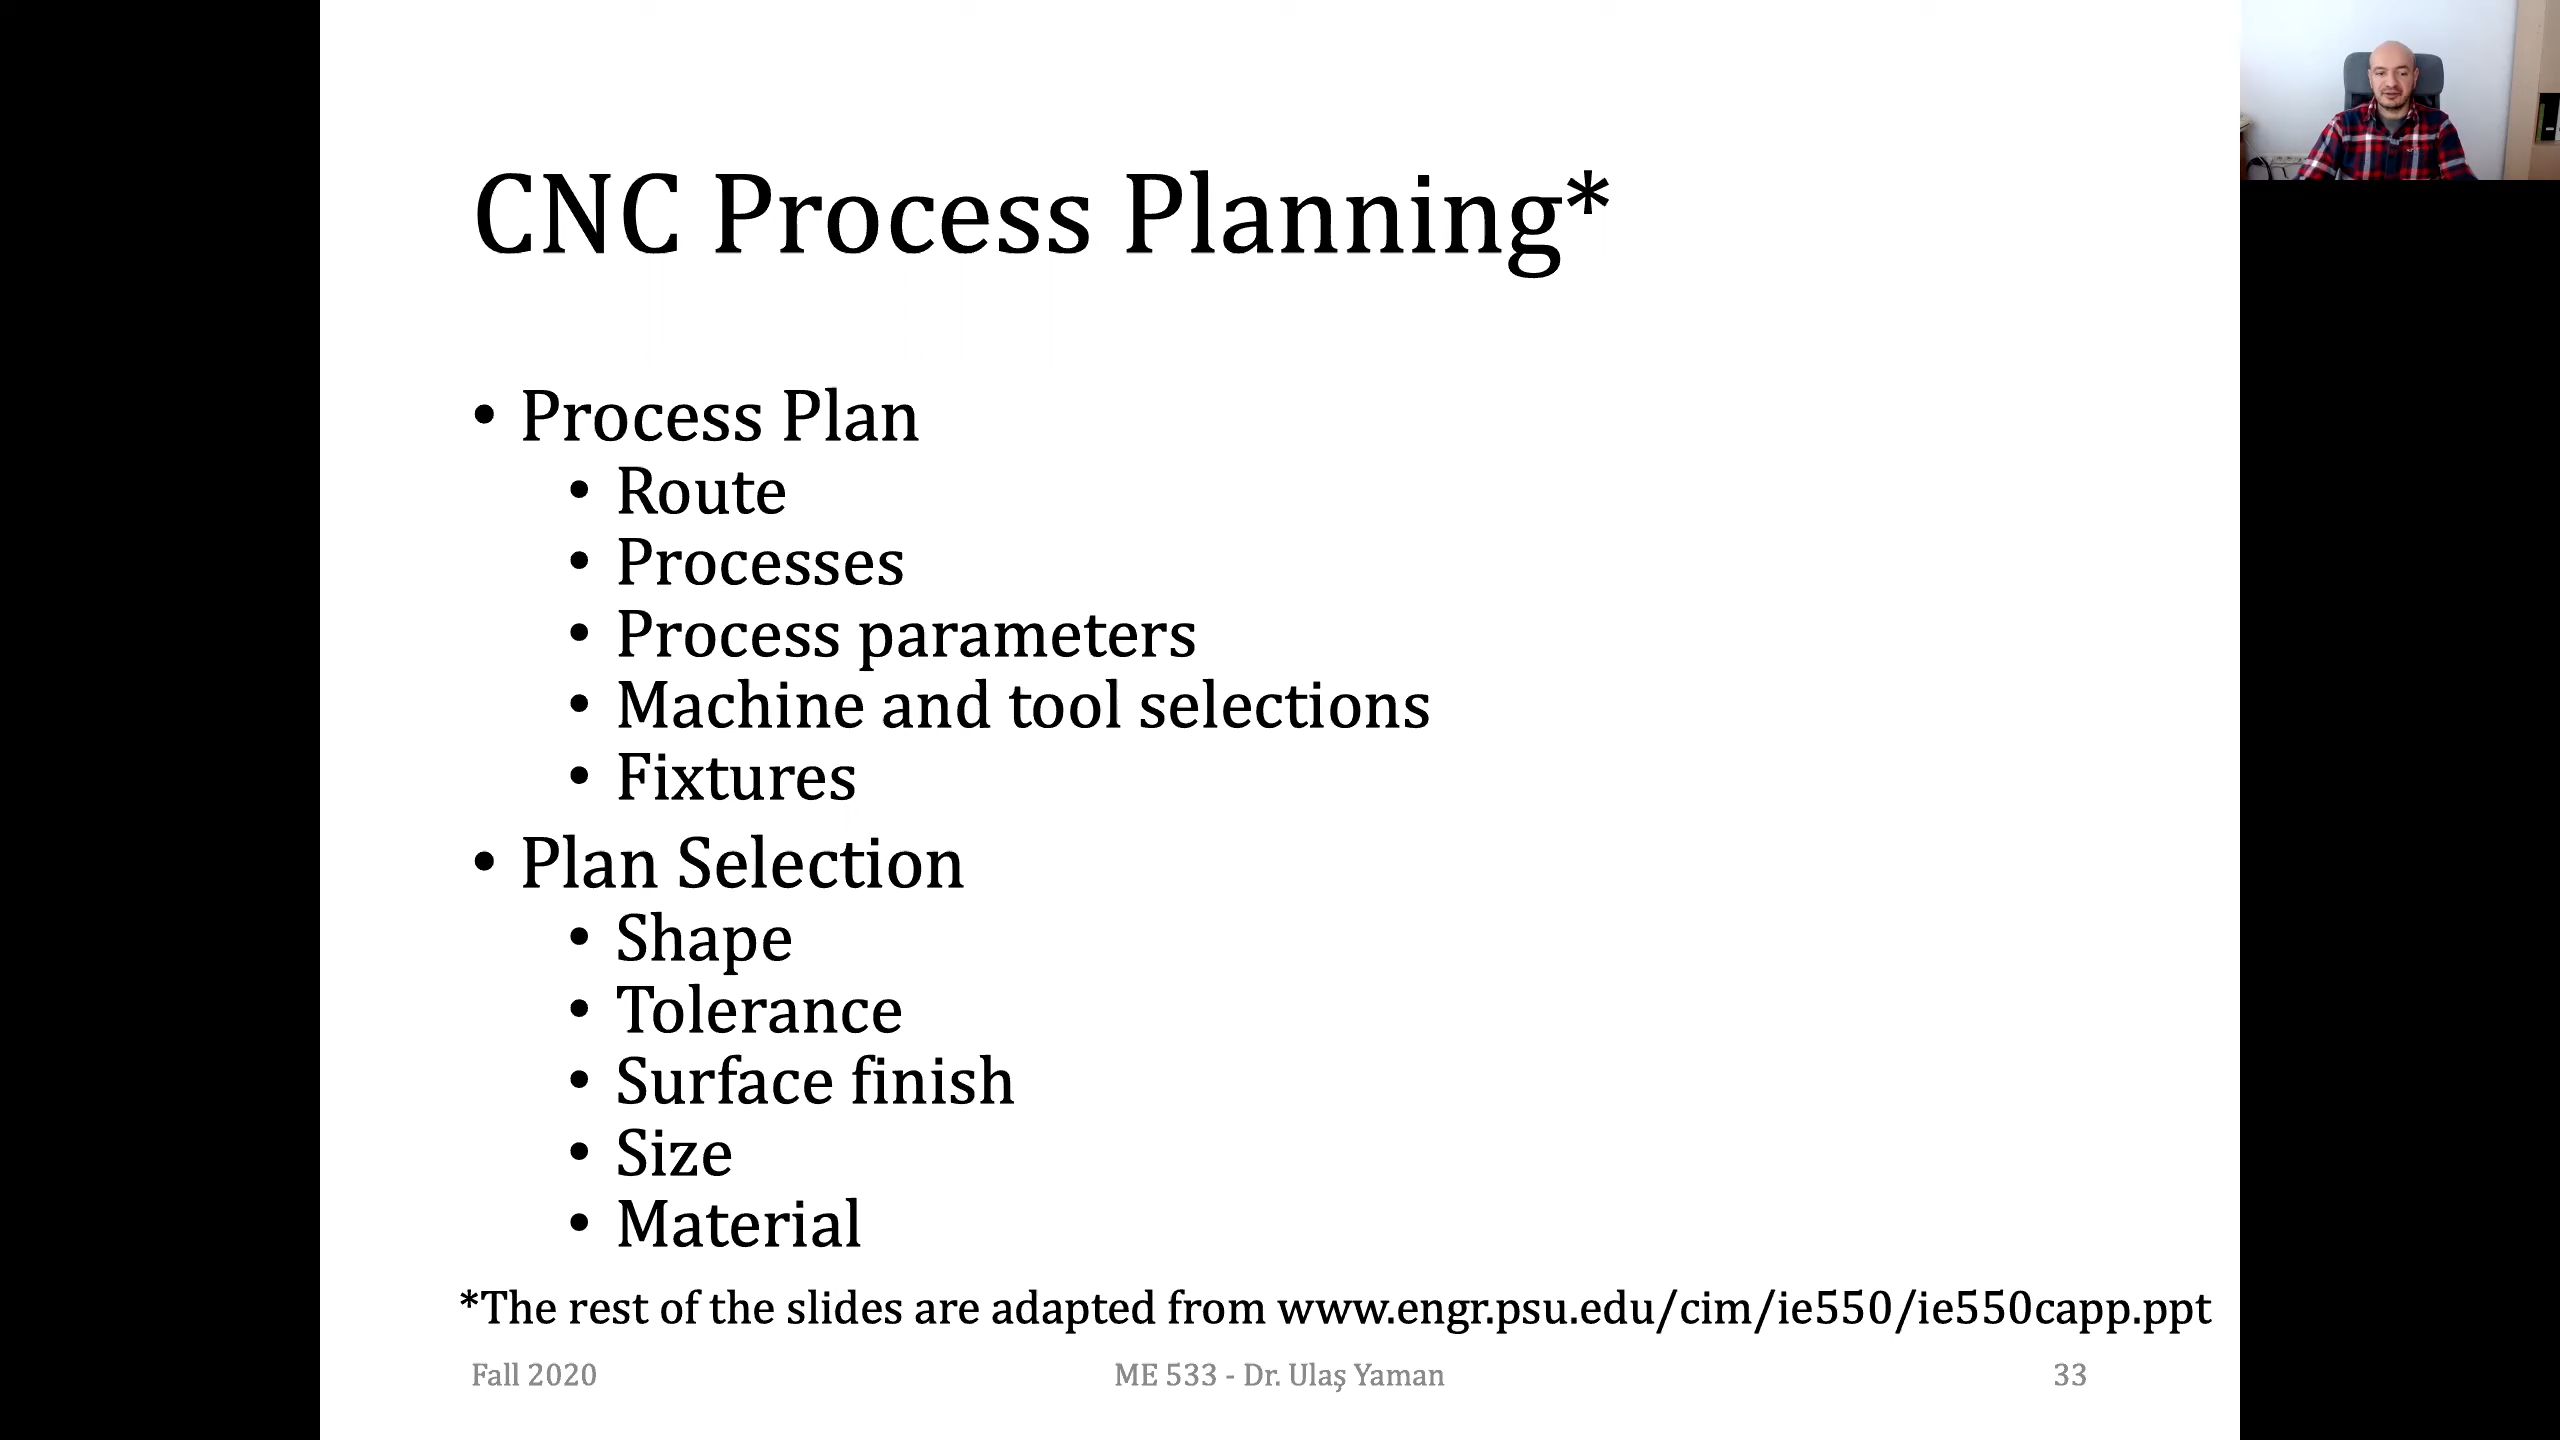 CNC Process Planning*
• Process Plan
• Route
• Processes
• Process parameters
• Machine and tool selections
• Fixtures
• Plan Selection
• Shape
• Tolerance
• Surface finish
• Size
• Material
*The rest of the slides are adapted from www.engr.psu.edu/cim/ie550/ie550capp.ppt
Fall 2020
ME 533 - Dr. Ulaş Yaman
33